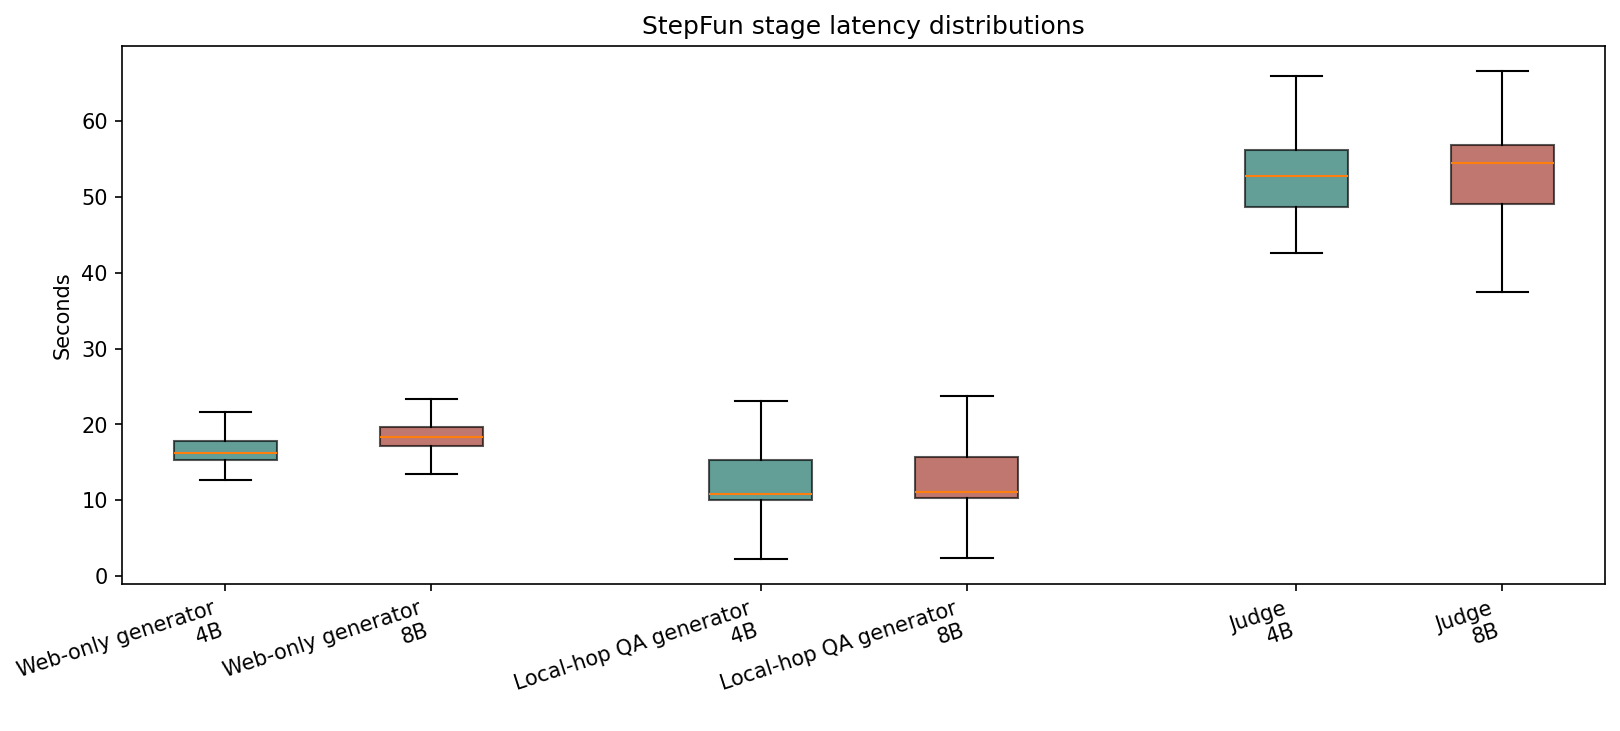 StepFun stage latency distributions
Seconds
60
50
40
30
20
10
0
Web-only generator
4B
Web-only generator
8B
Local-hop QA generator
4B
Local-hop QA generator
8B
Judge
4B
Judge
8B